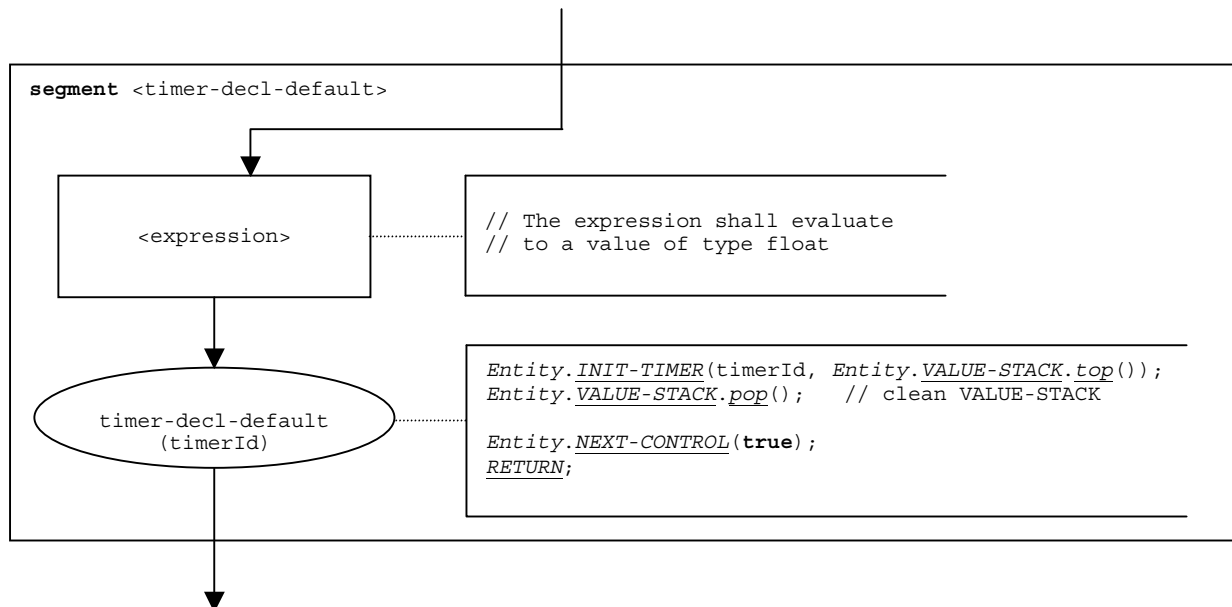 segment <timer-decl-default>
<expression>
// The expression shall evaluate
// to a value of type float
timer-decl-default
(timerId)
Entity.INIT-TIMER(timerId, Entity.VALUE-STACK.top());
Entity.VALUE-STACK.pop();   // clean VALUE-STACK
Entity.NEXT-CONTROL(true);
RETURN;